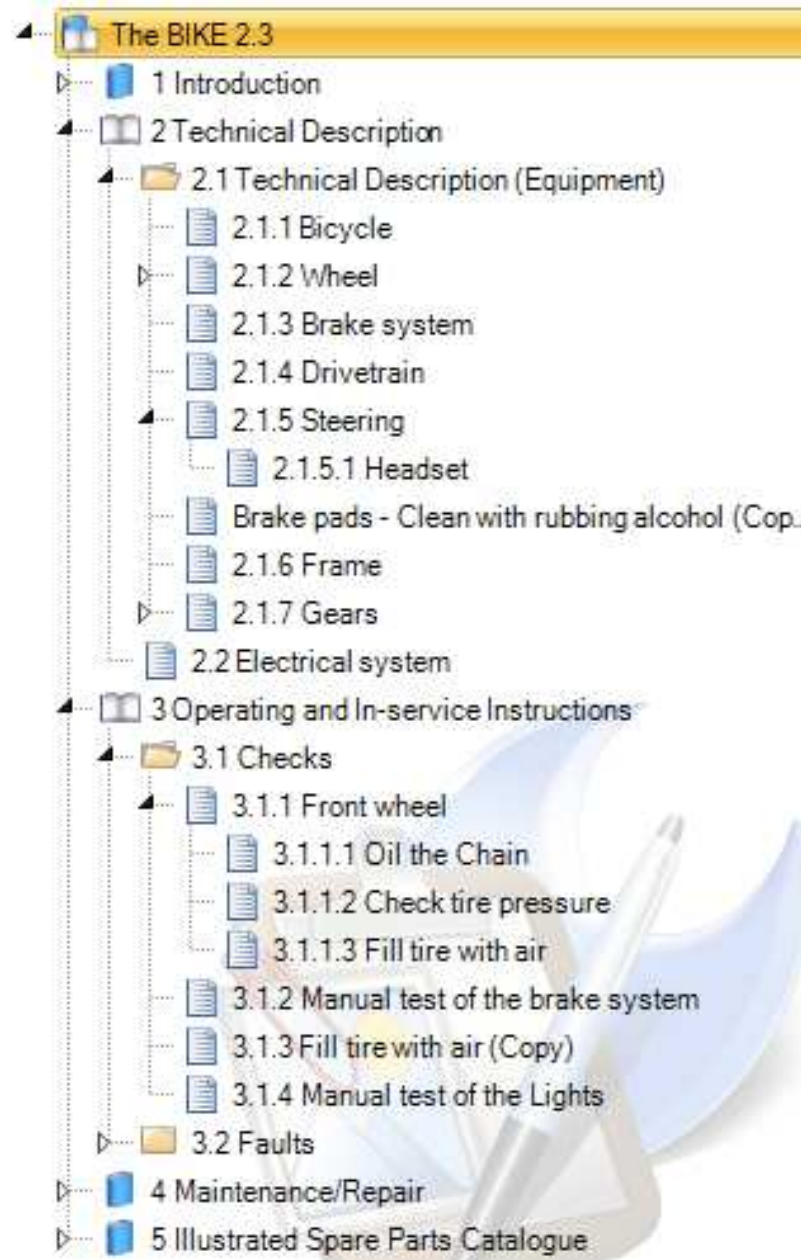 The BIKE 2.3
1 Introduction
2 Technical Description
2.1 Technical Description (Equipment)
2.1.1 Bicycle
2.1.2 Wheel
2.1.3 Brake system
2.1.4 Drivetrain
2.1.5 Steering
2.1.5.1 Headset
Brake pads - Clean with rubbing alcohol (Cop..
2.1.6 Frame
2.1.7 Gears
2.2 Electrical system
3 Operating and In-service Instructions
3.1 Checks
3.1.1 Front wheel
3.1.1.1 Oil the Chain
3.1.1.2 Check tire pressure
3.1.1.3 Fill tire with air
3.1.2 Manual test of the brake system
3.1.3 Fill tire with air (Copy)
3.1.4 Manual test of the Lights
3.2 Faults
4 Maintenance/Repair
5 Illustrated Spare Parts Catalogue